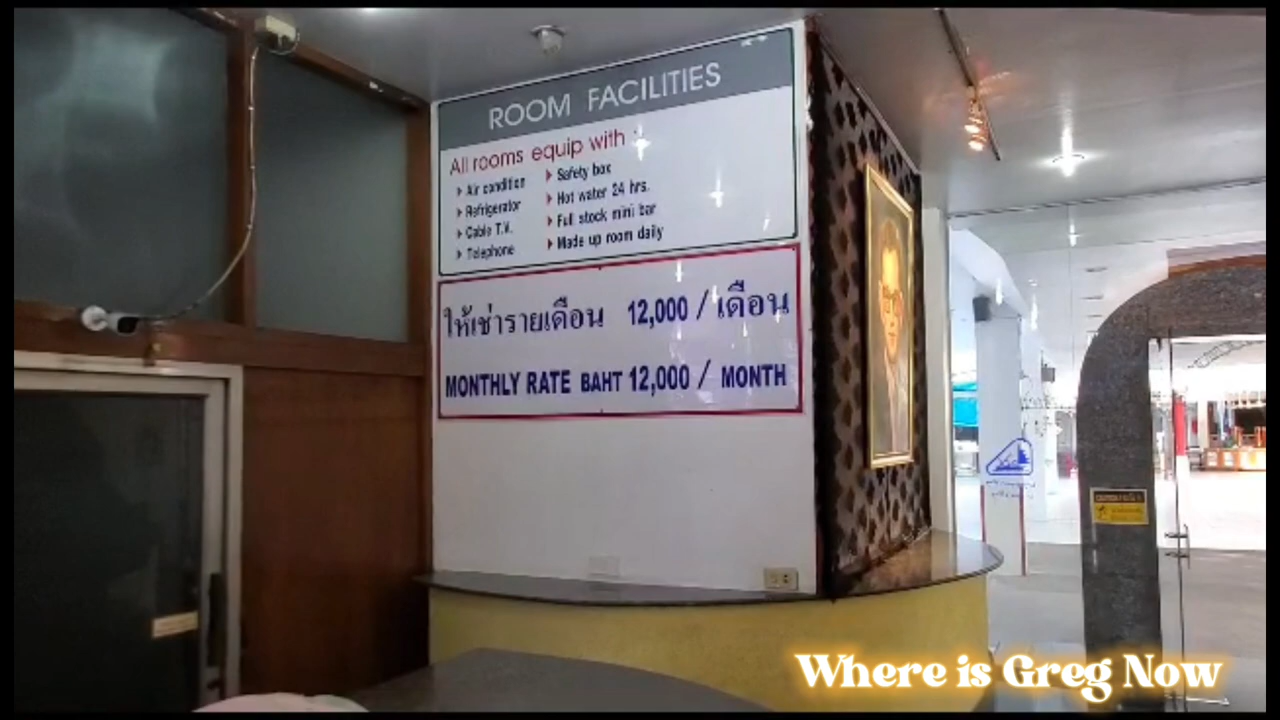 ROOM FACILITIES
All rooms equip with :
Air condition
Refrigerator
Cable T.V.
Telephone
Safety box
Hot water 24 hrs.
Full stock mini bar
Made up room daily
ให้เช่ารายเดือน 12,000 / เดือน
MONTHLY RATE BAHT 12,000 / MONTH
Where is Greg Now